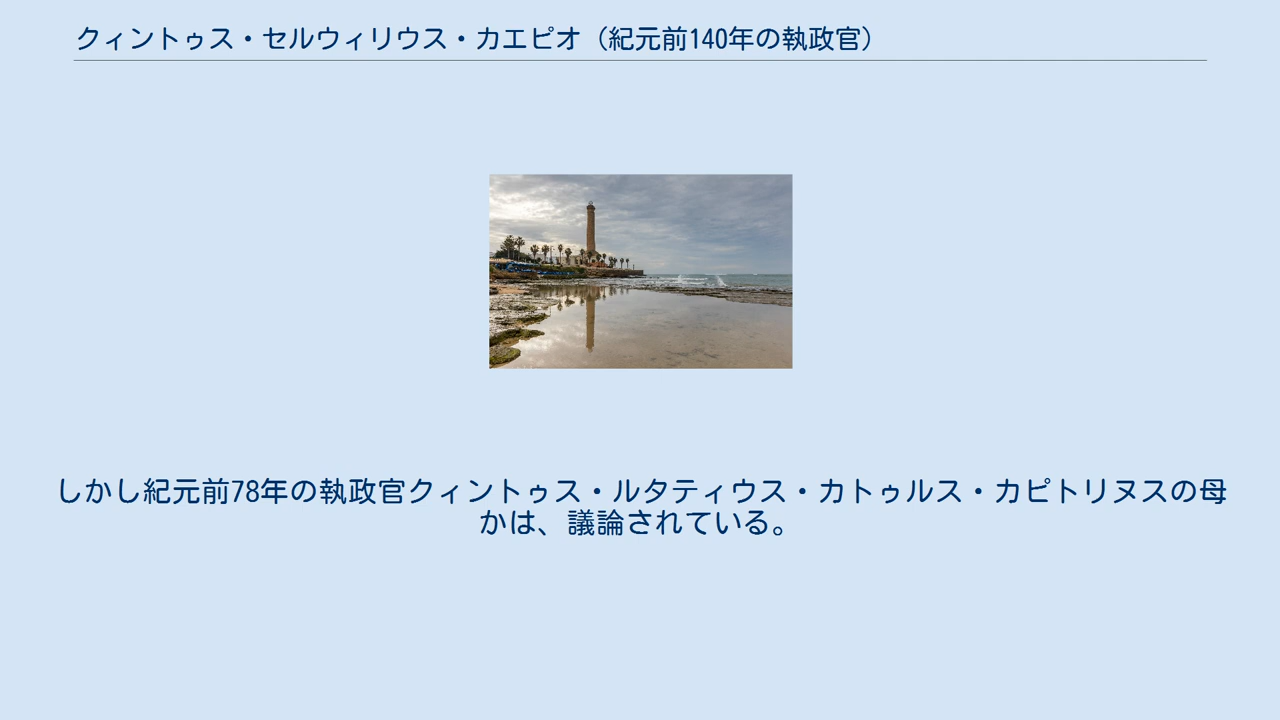 クィントゥス・セルウィリウス・カエピオ（紀元前140年の執政官）
しかし紀元前78年の執政官クィントゥス・ルタティウス・カトゥルス・カピトリヌスの母
かは、議論されている。